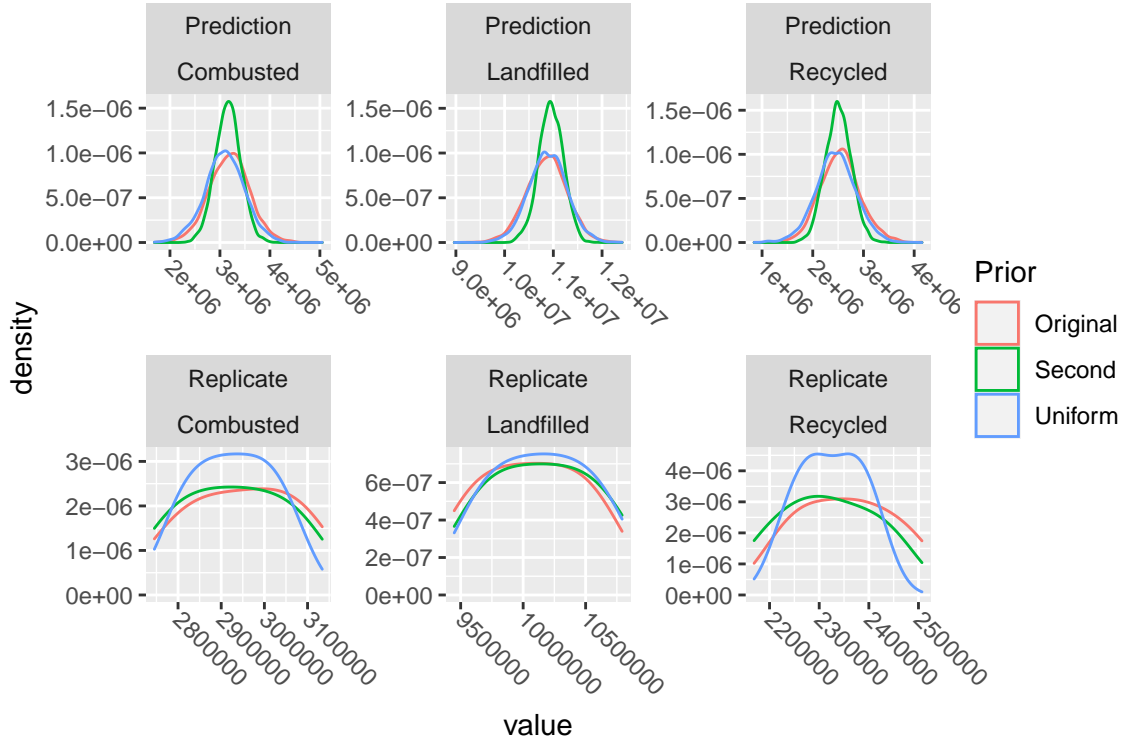 Prediction Prediction Prediction
Combusted Landfilled Recycled
1.5e−06 1.5e−06 1.5e−06
1.0e−06 1.0e−06 1.0e−06
5.0e−07 5.0e−07 5.0e−07
0.0e+00 0.0e+00 0.0e+00
2e+06 3e+06 4e+06 5e+06 9.0e+06 1.0e+07 1.1e+07 1.2e+07 1e+06 2e+06 3e+06 4e+06
density
Replicate Replicate Replicate
Combusted Landfilled Recycled
3e−06 6e−07 4e−06
2e−06 4e−07 3e−06
1e−06 2e−07 2e−06
0e+00 0e+00 1e−06
0e+00
2800000 2900000 3000000 3100000 9500000 10000000 10500000 2200000 2300000 2400000 2500000
value
Prior
Original
Second
Uniform